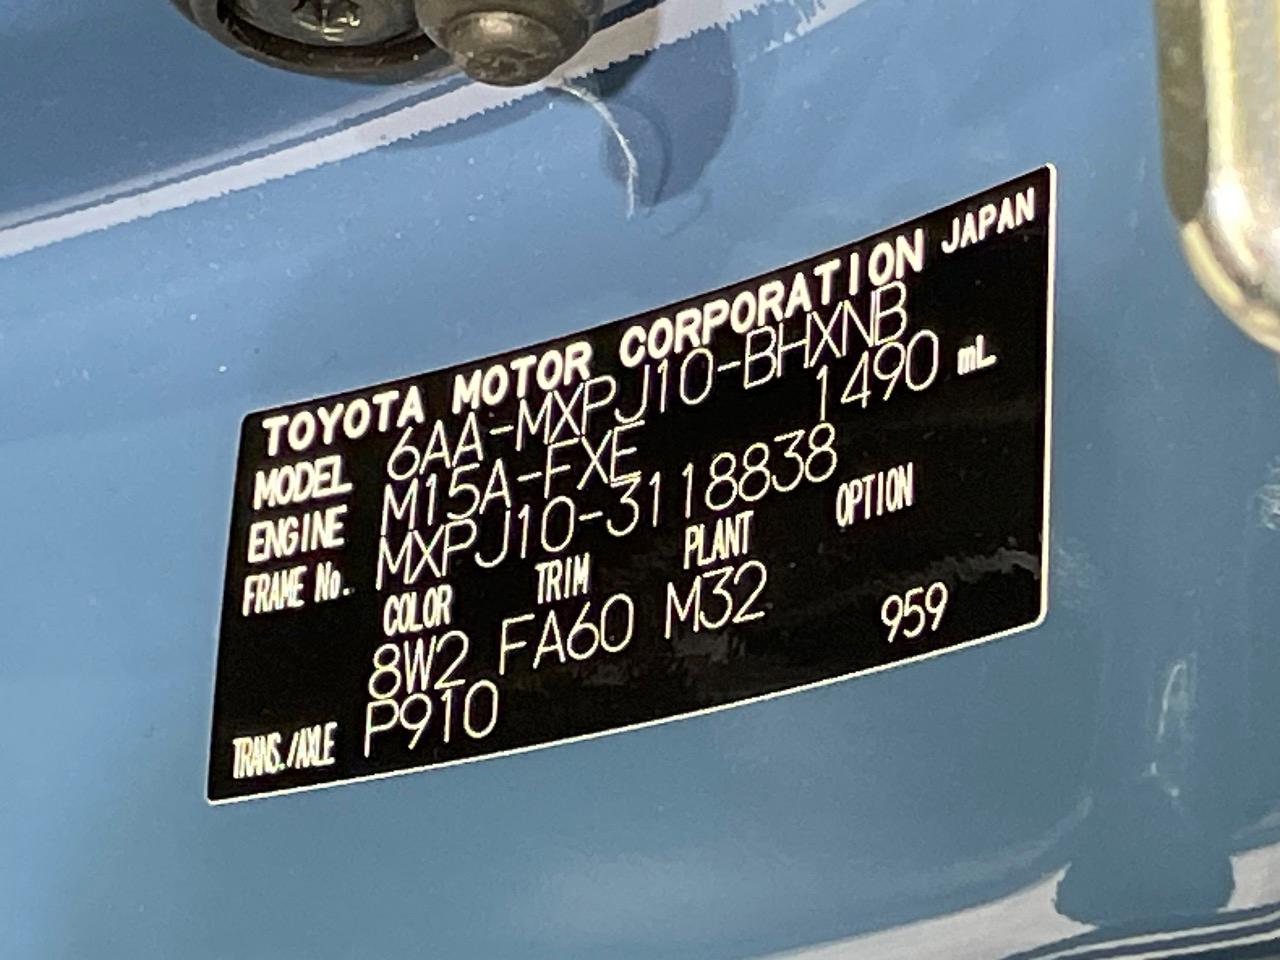 TOYOTA MOTOR CORPORATION JAPAN
MODEL 6AA-MXPJ10-BHXNB
ENGINE M15A-FXE 1490 mL
FRAME No. MXPJ10-3118838
COLOR TRIM PLANT OPTION
8W2 FA60 M32 959
TRANS./AXLE P910